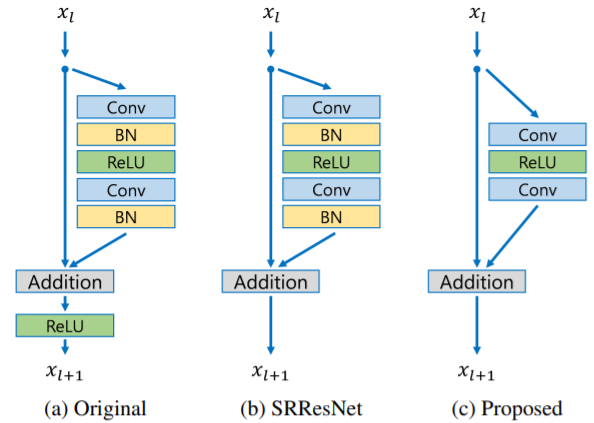 x_l
Conv
BN
ReLU
Conv
BN
Addition
ReLU
x_{l+1}
(a) Original
x_l
Conv
BN
ReLU
Conv
BN
Addition
x_{l+1}
(b) SRResNet
x_l
Conv
ReLU
Conv
Addition
x_{l+1}
(c) Proposed